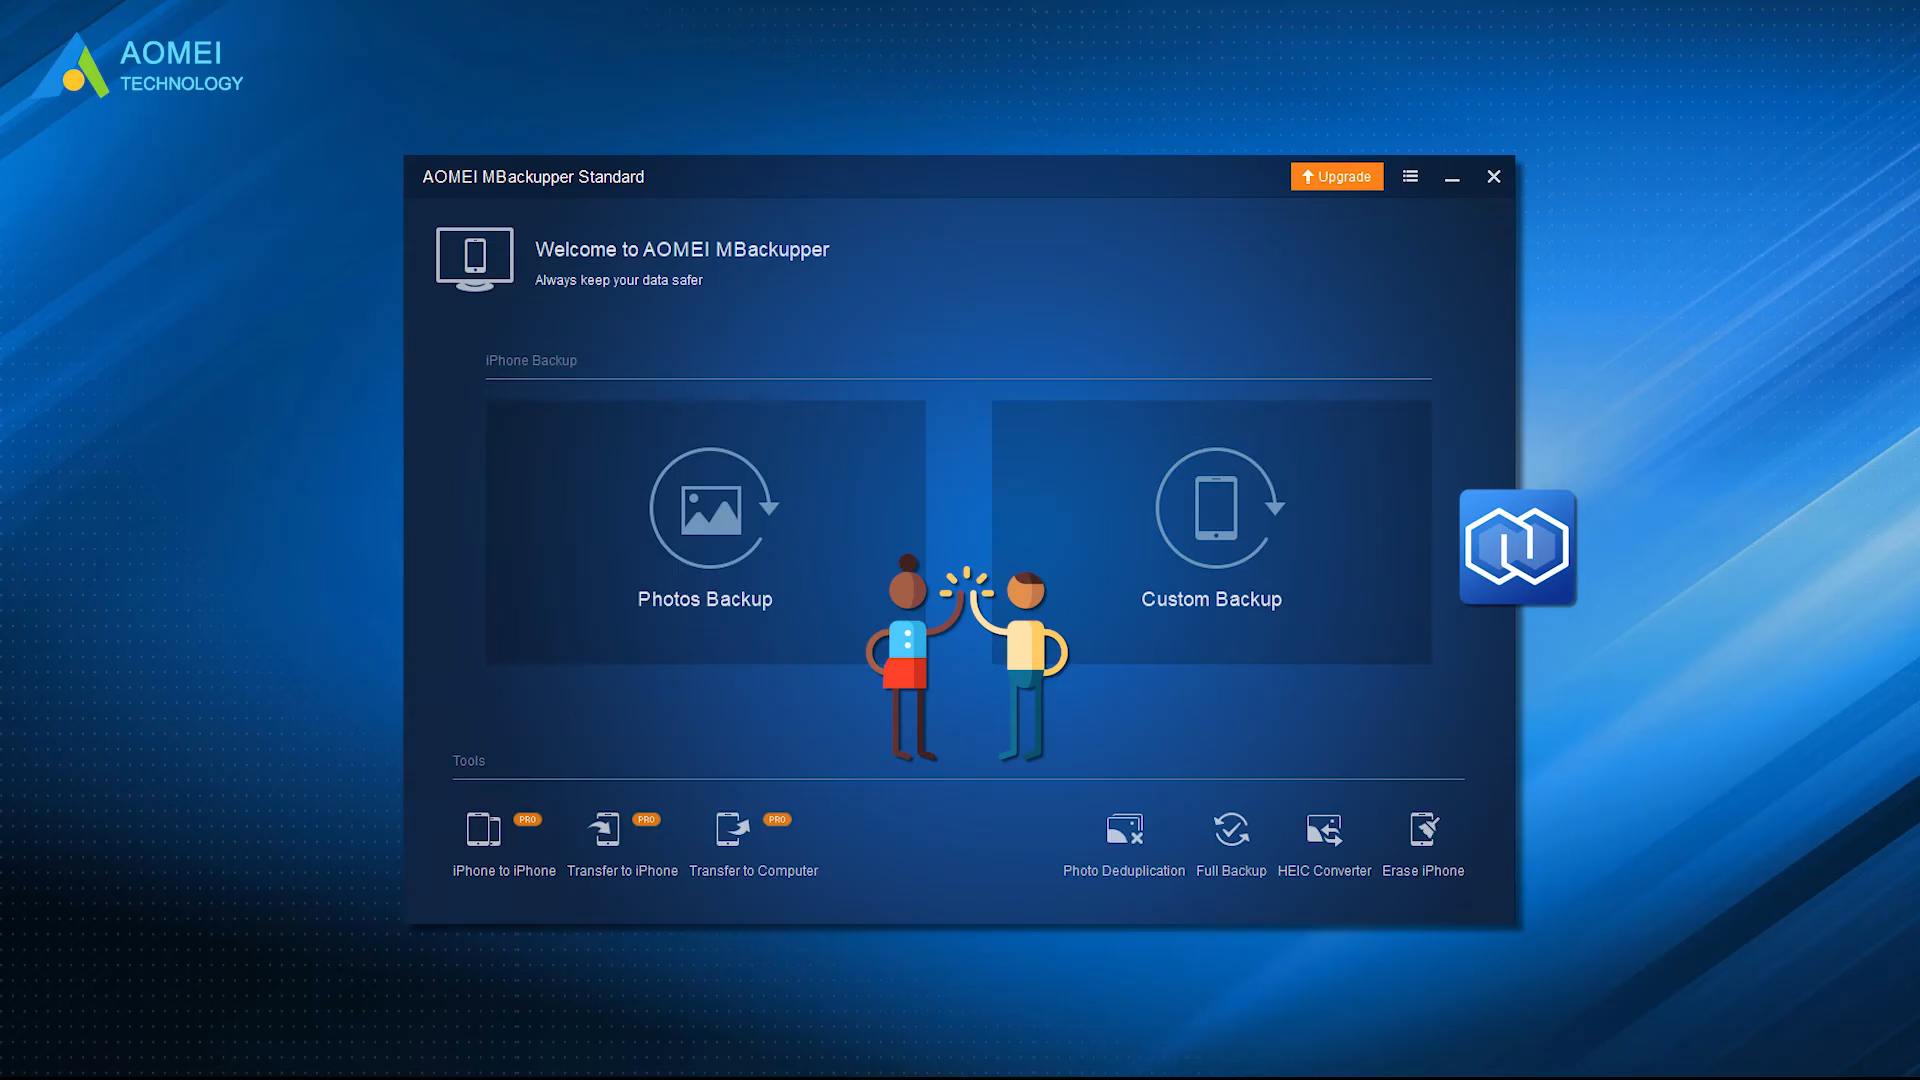 AOMEI
TECHNOLOGY
AOMEI MBackupper Standard
Upgrade
Welcome to AOMEI MBackupper
Always keep your data safer
iPhone Backup
Photos Backup
Custom Backup
Tools
PRO
PRO
PRO
iPhone to iPhone
Transfer to iPhone
Transfer to Computer
Photo Deduplication
Full Backup
HEIC Converter
Erase iPhone